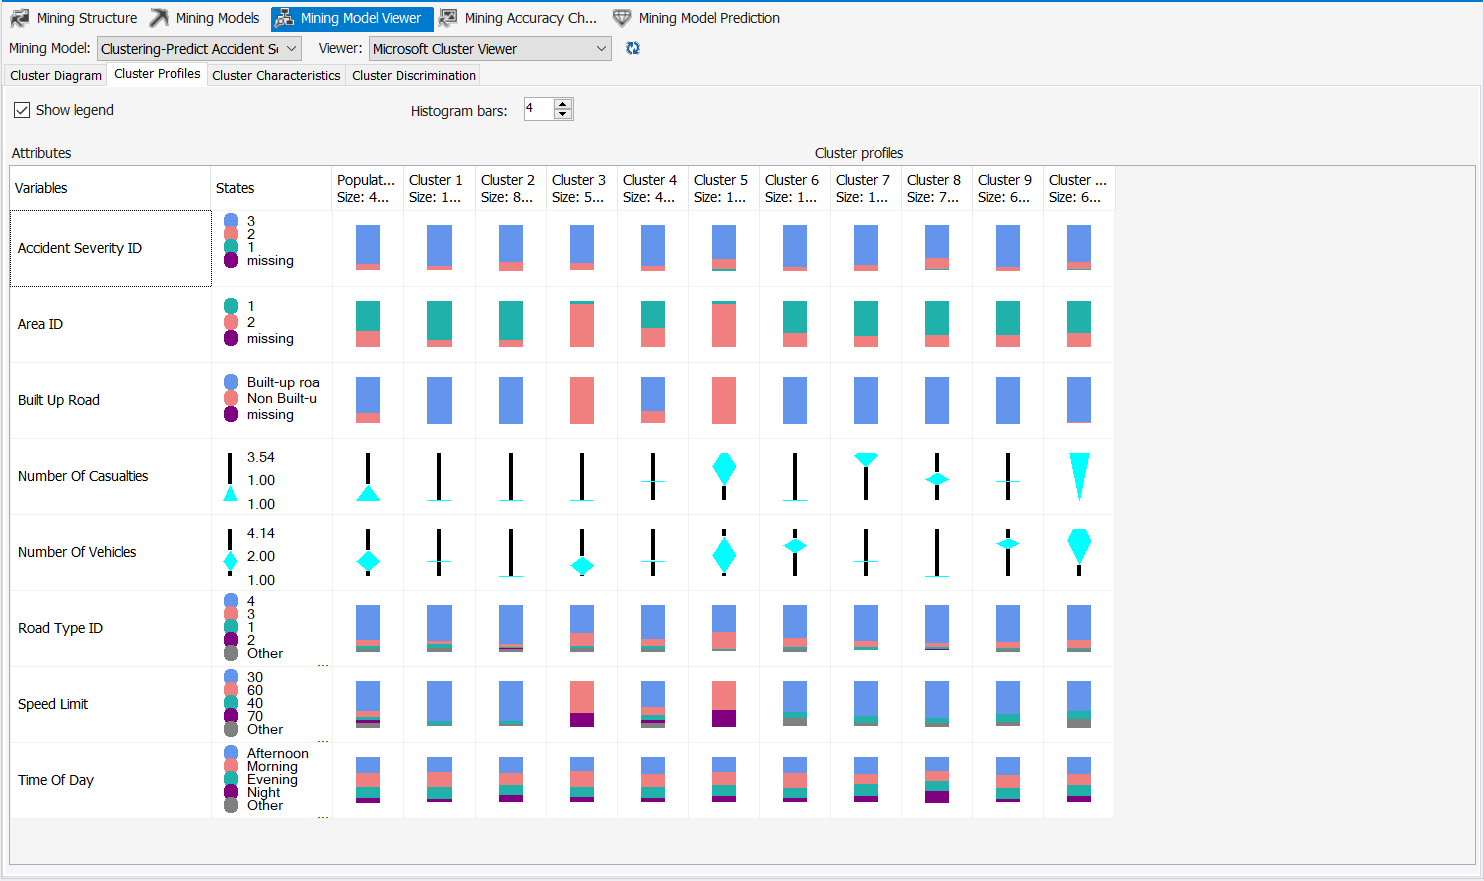 Mining Structure Mining Models Mining Model Viewer Mining Accuracy Ch... Mining Model Prediction
Mining Model: Clustering-Predict Accident Se Viewer: Microsoft Cluster Viewer
Cluster Diagram Cluster Profiles Cluster Characteristics Cluster Discrimination
Show legend Histogram bars: 4
Attributes Cluster profiles
Variables States Populat... Cluster 1 Cluster 2 Cluster 3 Cluster 4 Cluster 5 Cluster 6 Cluster 7 Cluster 8 Cluster 9 Cluster ...
Size: 4... Size: 1... Size: 8... Size: 5... Size: 4... Size: 1... Size: 1... Size: 1... Size: 7... Size: 6... Size: 6...
Accident Severity ID
3
2
1
missing
Area ID
1
2
missing
Built Up Road
Built-up roa
Non Built-u
missing
Number Of Casualties
3.54
1.00
1.00
Number Of Vehicles
4.14
2.00
1.00
Road Type ID
4
3
1
2
Other
...
Speed Limit
30
60
40
70
Other
...
Time Of Day
Afternoon
Morning
Evening
Night
Other
...